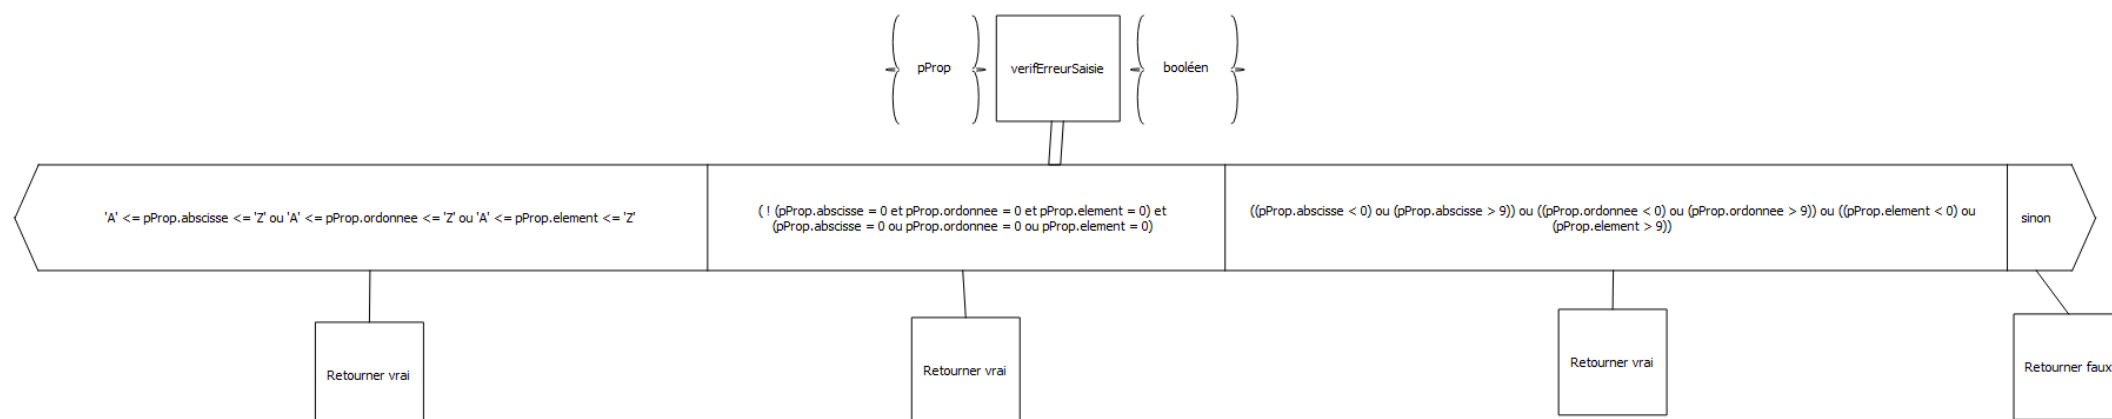 pProp
verifErreurSaisie
booléen
'A' <= pProp.abscisse <= 'Z' ou 'A' <= pProp.ordonnee <= 'Z' ou 'A' <= pProp.element <= 'Z'
( ! (pProp.abscisse = 0 et pProp.ordonnee = 0 et pProp.element = 0) et
(pProp.abscisse = 0 ou pProp.ordonnee = 0 ou pProp.element = 0)
((pProp.abscisse < 0) ou (pProp.abscisse > 9)) ou ((pProp.ordonnee < 0) ou (pProp.ordonnee > 9)) ou ((pProp.element < 0) ou
(pProp.element > 9))
sinon
Retourner vrai
Retourner vrai
Retourner vrai
Retourner faux